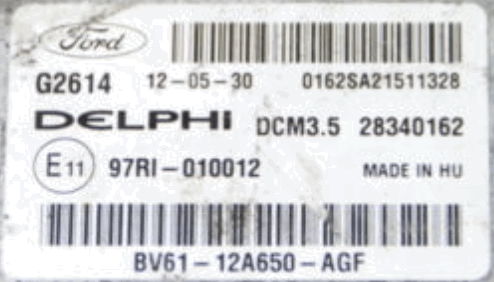 Ford
G2614 12-05-30 0162SA21511328
DELPHI DCM3.5 28340162
E11 97RI-010012 MADE IN HU
BV61-12A650-AGF